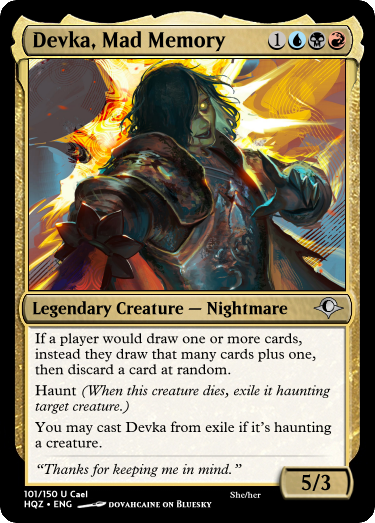 Devka, Mad Memory
1
Legendary Creature — Nightmare
If a player would draw one or more cards,
instead they draw that many cards plus one,
then discard a card at random.
Haunt (When this creature dies, exile it haunting
target creature.)
You may cast Devka from exile if it's haunting
a creature.
“Thanks for keeping me in mind.”
5/3
101/150 U Cael
She/her
HQZ • ENG DOVAHCAINE ON BLUESKY